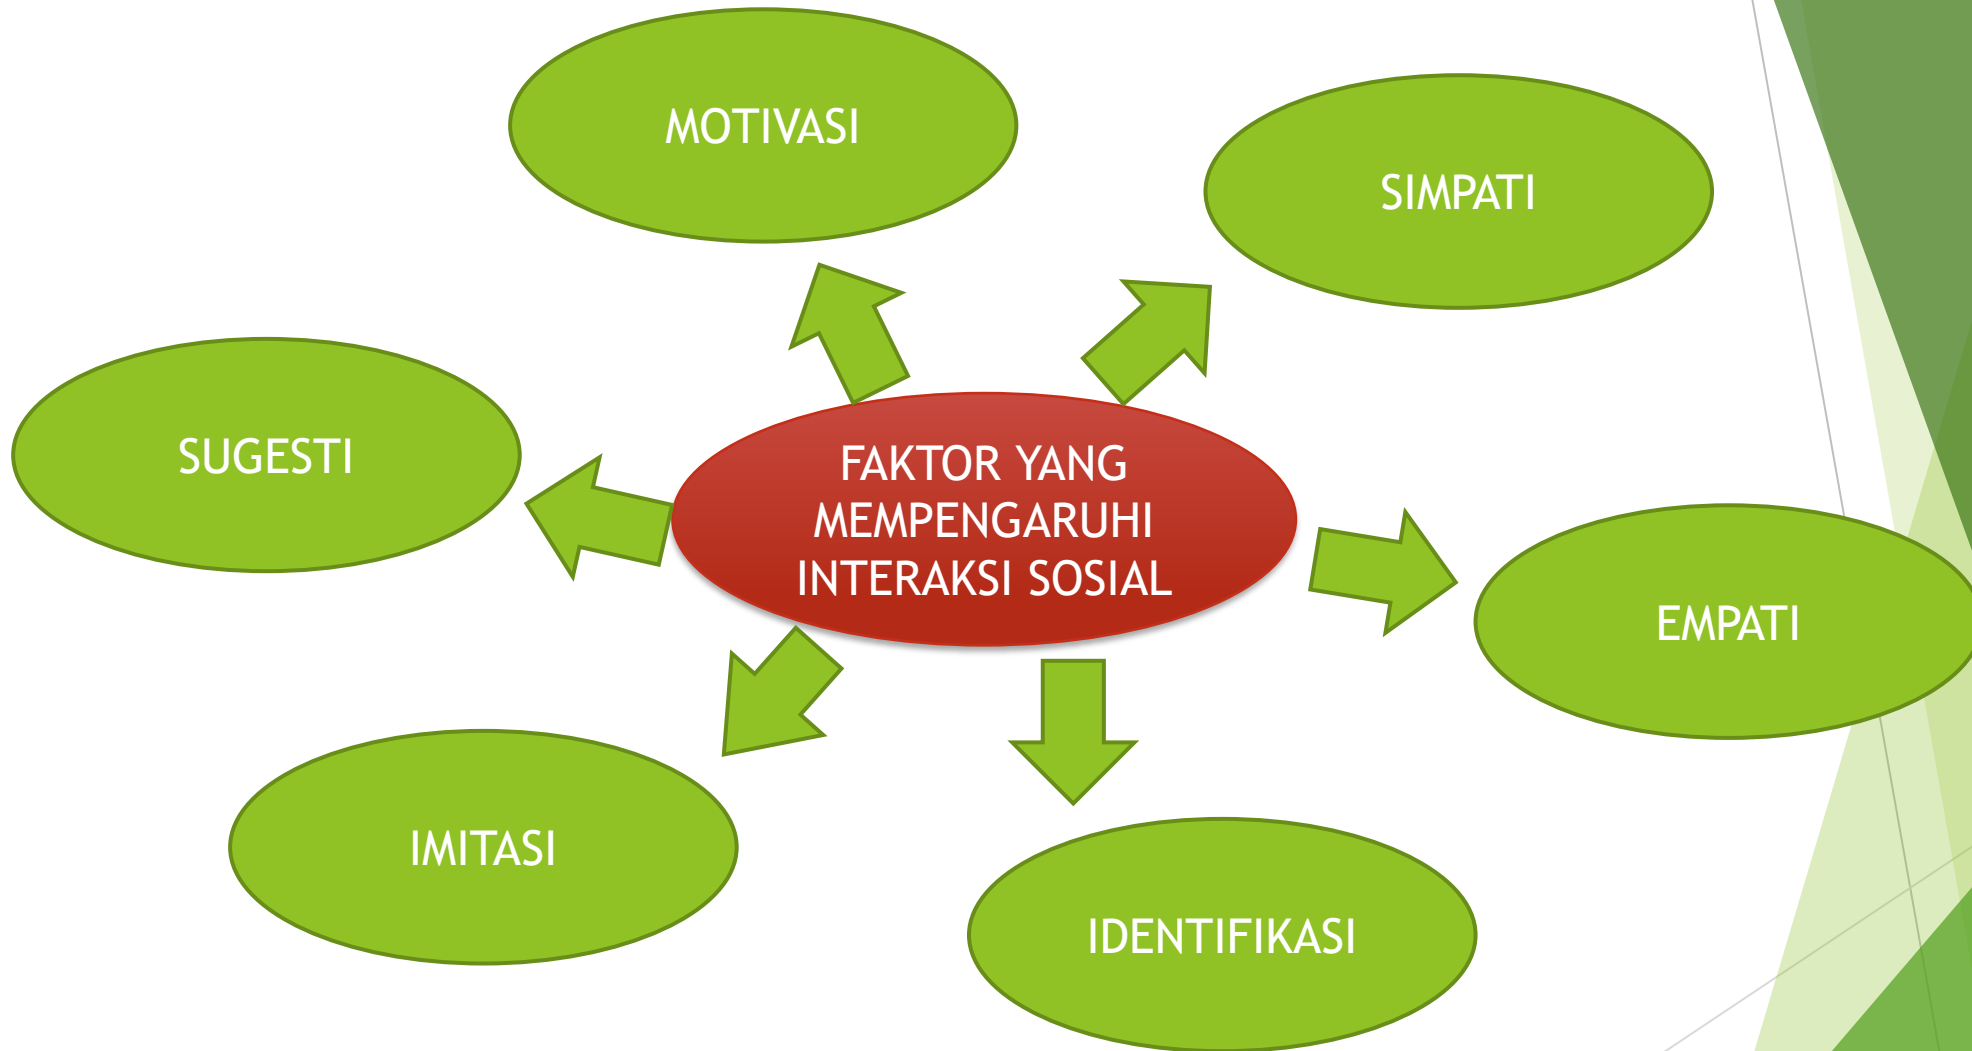 MOTIVASI
SIMPATI
SUGESTI
FAKTOR YANG
MEMPENGARUHI
INTERAKSI SOSIAL
EMPATI
IMITASI
IDENTIFIKASI